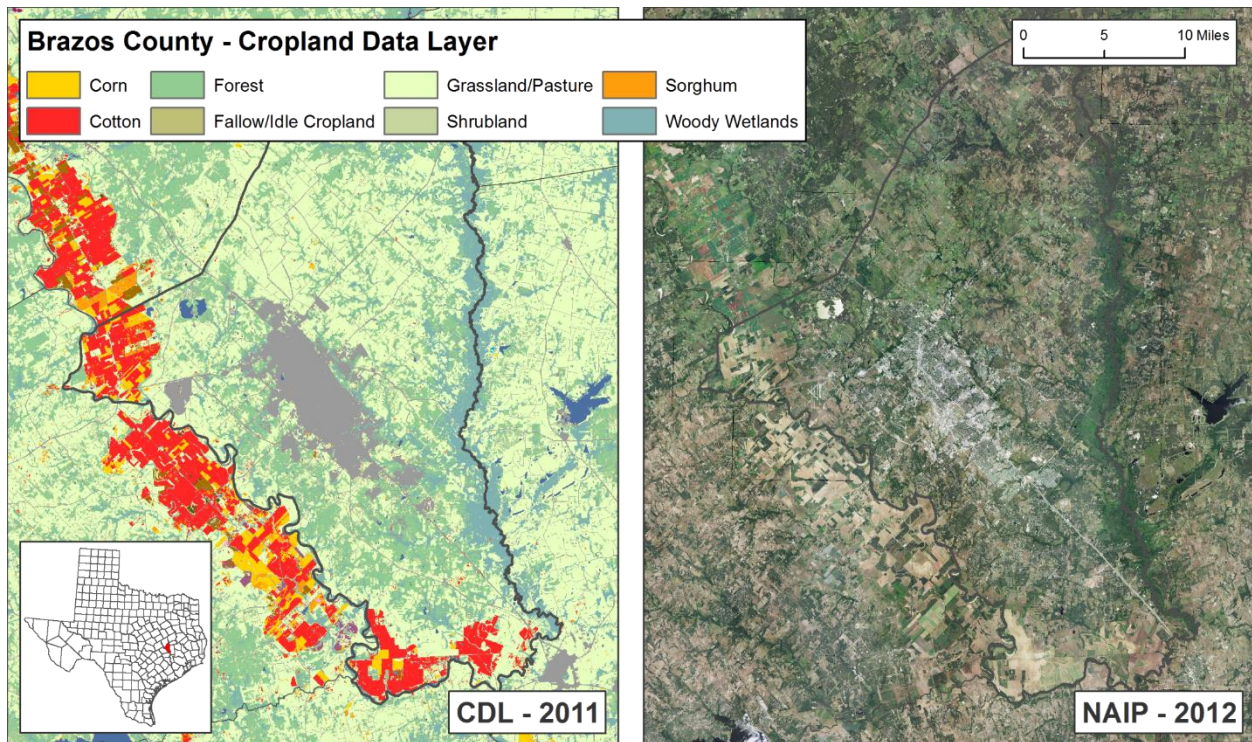 Brazos County - Cropland Data Layer
Corn
Forest
Grassland/Pasture
Sorghum
Cotton
Fallow/Idle Cropland
Shrubland
Woody Wetlands
0 5 10 Miles
CDL - 2011
NAIP - 2012